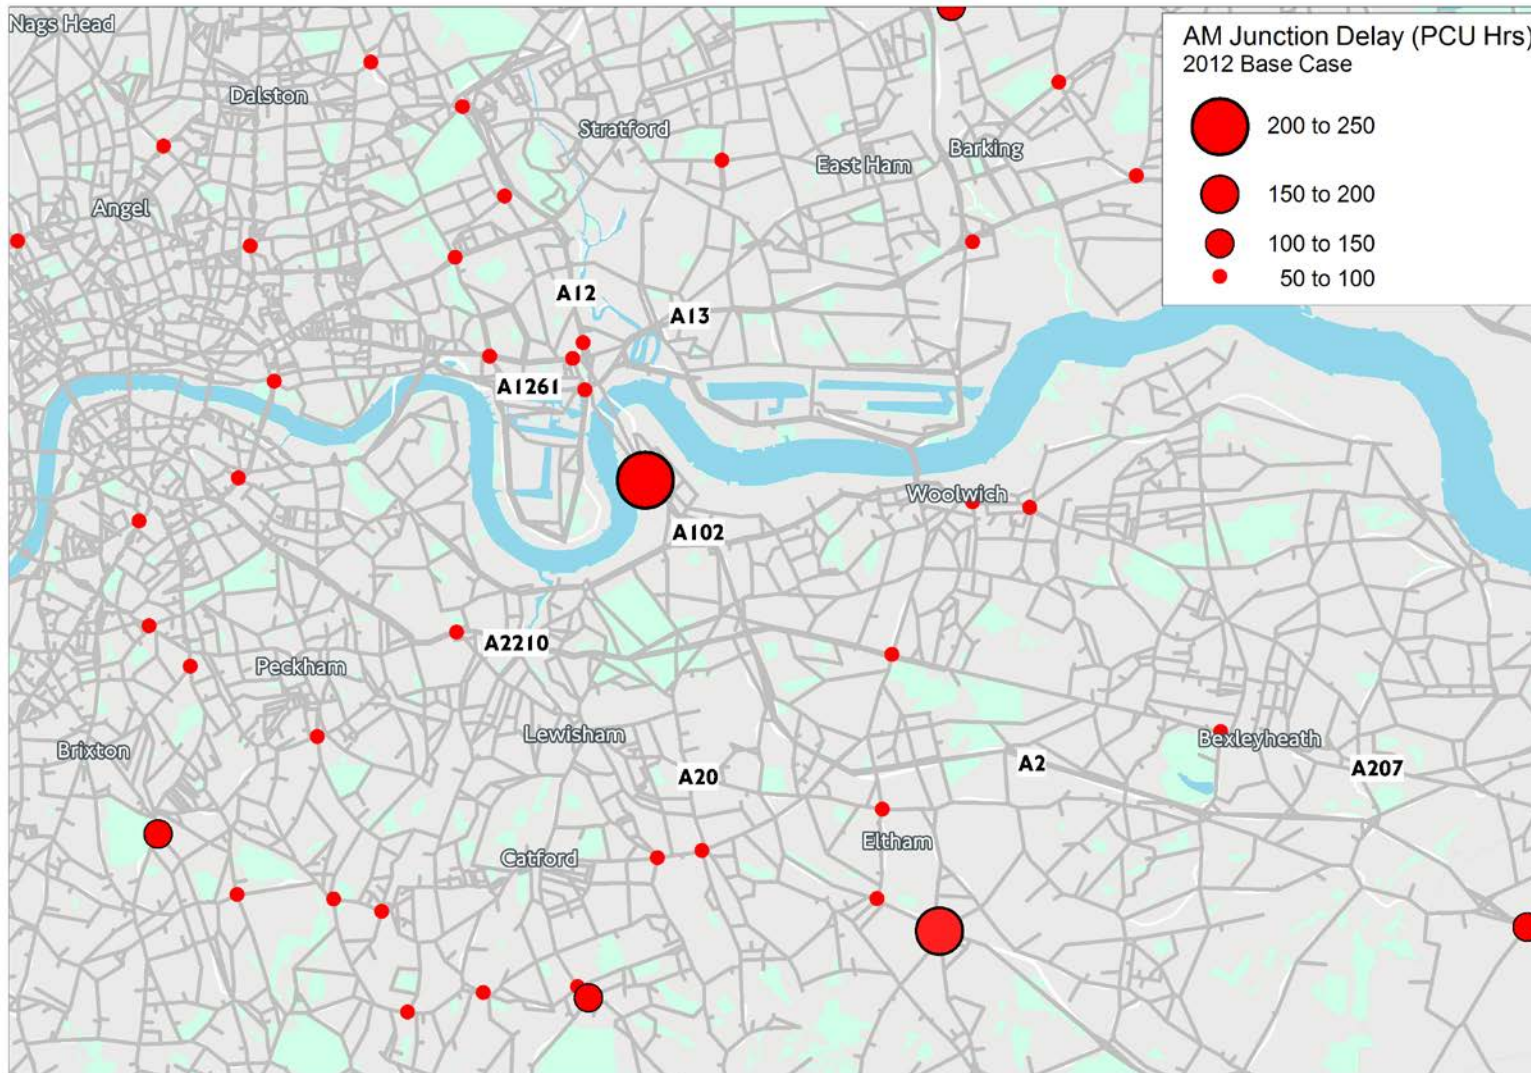 Nags Head
AM Junction Delay (PCU Hrs)
2012 Base Case
200 to 250
150 to 200
100 to 150
50 to 100
Dalston
Stratford
Barking
East Ham
Angel
A12
A13
A1261
Woolwich
A102
A2210
Peckham
Lewisham
Brixton
Bexleyheath
A20
A2
A207
Eltham
Catford